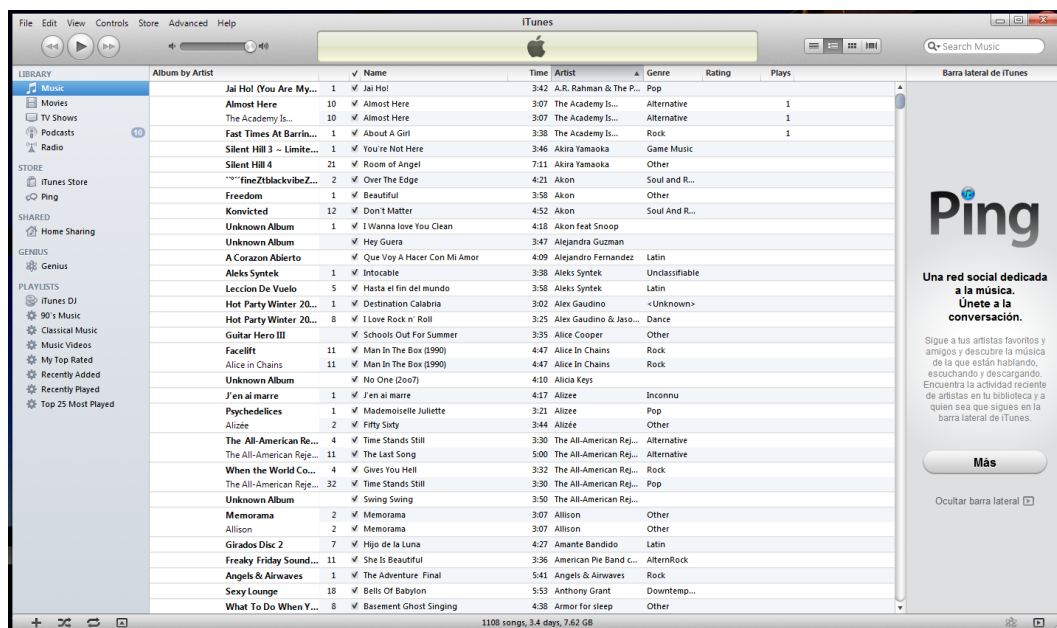 File Edit View Controls Store Advanced Help
iTunes
Search Music
LIBRARY
Music
Movies
TV Shows
Podcasts 10
Radio
STORE
iTunes Store
Ping
SHARED
Home Sharing
GENIUS
Genius
PLAYLISTS
iTunes DJ
90's Music
Classical Music
Music Videos
My Top Rated
Recently Added
Recently Played
Top 25 Most Played
Album by Artist Name Time Artist Genre Rating Plays
Jai Ho! (You Are My... 1 Jai Ho! 3:42 A.R. Rahman & The P... Pop
Almost Here 10 Almost Here 3:07 The Academy Is... Alternative 1
The Academy Is... 10 Almost Here 3:07 The Academy Is... Alternative 1
Fast Times At Barrin... 1 About A Girl 3:38 The Academy Is... Rock 1
Silent Hill 3 ~ Limite... 1 You're Not Here 3:46 Akira Yamaoka Game Music
Silent Hill 4 21 Room of Angel 7:11 Akira Yamaoka Other
fineZtblackvibeZ... 2 Over The Edge 4:21 Akon Soul and R...
Freedom 1 Beautiful 3:58 Akon Other
Konvicted 12 Don't Matter 4:52 Akon Soul And R...
Unknown Album 1 I Wanna love You Clean 4:18 Akon feat Snoop
Unknown Album Hey Guera 3:47 Alejandra Guzman
A Corazon Abierto Que Voy A Hacer Con Mi Amor 4:09 Alejandro Fernandez Latin
Aleks Syntek 1 Intocable 3:38 Aleks Syntek Unclassifiable
Leccion De Vuelo 5 Hasta el fin del mundo 3:58 Aleks Syntek Latin
Hot Party Winter 20... 1 Destination Calabria 3:02 Alex Gaudino <Unknown>
Hot Party Winter 20... 8 I Love Rock n' Roll 3:25 Alex Gaudino & Jaso... Dance
Guitar Hero III Schools Out For Summer 3:35 Alice Cooper Other
Facelift 11 Man In The Box (1990) 4:47 Alice In Chains Rock
Alice in Chains 11 Man In The Box (1990) 4:47 Alice In Chains Rock
Unknown Album No One (2oo7) 4:10 Alicia Keys
J'en ai marre 1 J'en ai marre 4:17 Alizee Inconnu
Psychedelices 1 Mademoiselle Juliette 3:21 Alizee Pop
Alizée 2 Fifty Sixty 3:44 Alizée Other
The All-American Re... 4 Time Stands Still 3:30 The All-American Rej... Alternative
The All-American Reje... 11 The Last Song 5:00 The All-American Rej... Alternative
When the World Co... 4 Gives You Hell 3:32 The All-American Rej... Rock
The All-American Reje... 32 Time Stands Still 3:30 The All-American Rej... Pop
Unknown Album Swing Swing 3:50 The All-American Rej...
Memorama 2 Memorama 3:07 Allison Other
Allison 2 Memorama 3:07 Allison Other
Girados Disc 2 7 Hijo de la Luna 4:27 Amante Bandido Latin
Freaky Friday Sound... 11 She Is Beautiful 3:36 American Pie Band c... AlternRock
Angels & Airwaves 1 The Adventure Final 5:41 Angels & Airwaves Rock
Sexy Lounge 18 Bells Of Babylon 5:53 Anthony Grant Downtemp...
What To Do When Y... 8 Basement Ghost Singing 4:38 Armor for sleep Other
Barra lateral de iTunes
Ping
Una red social dedicada
a la música.
Únete a la
conversación.
Sigue a tus artistas favoritos y
amigos y descubre la música
de la que están hablando,
escuchando y descargando.
Encuentra la actividad reciente
de artistas en tu biblioteca y a
quien sea que sigues en la
barra lateral de iTunes.
Más
Ocultar barra lateral
1108 songs, 3.4 days, 7.62 GB